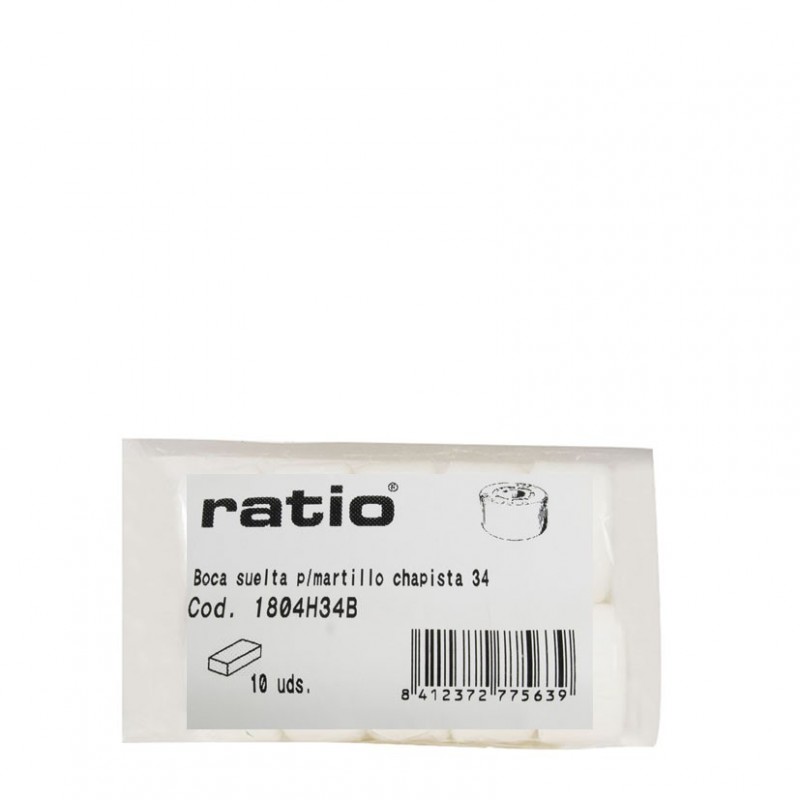 ratio®
Boca suelta p/martillo chapista 34
Cod. 1804H34B
10 uds.
8 412372 775639